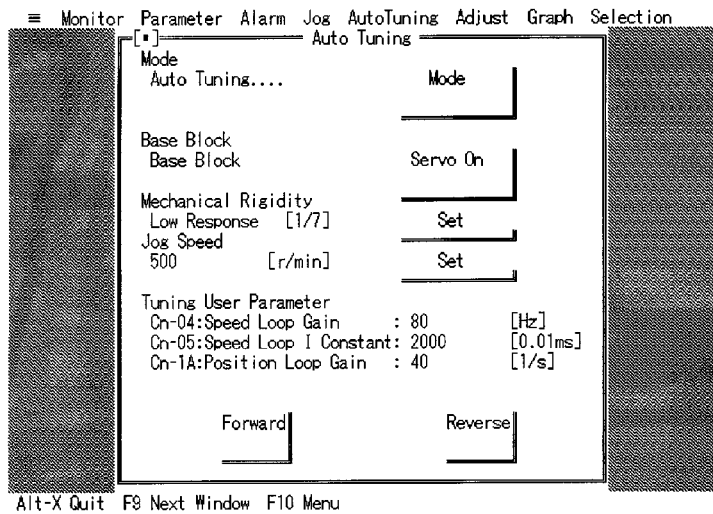 ≡ Monitor Parameter Alarm Jog AutoTuning Adjust Graph Selection
[▪] Auto Tuning
Mode
Auto Tuning.... Mode
Base Block
Base Block Servo On
Mechanical Rigidity
Low Response [1/7] Set
Jog Speed
500 [r/min] Set
Tuning User Parameter
Cn-04:Speed Loop Gain : 80 [Hz]
Cn-05:Speed Loop I Constant: 2000 [0.01ms]
Cn-1A:Position Loop Gain : 40 [1/s]
Forward Reverse
Alt-X Quit F9 Next Window F10 Menu